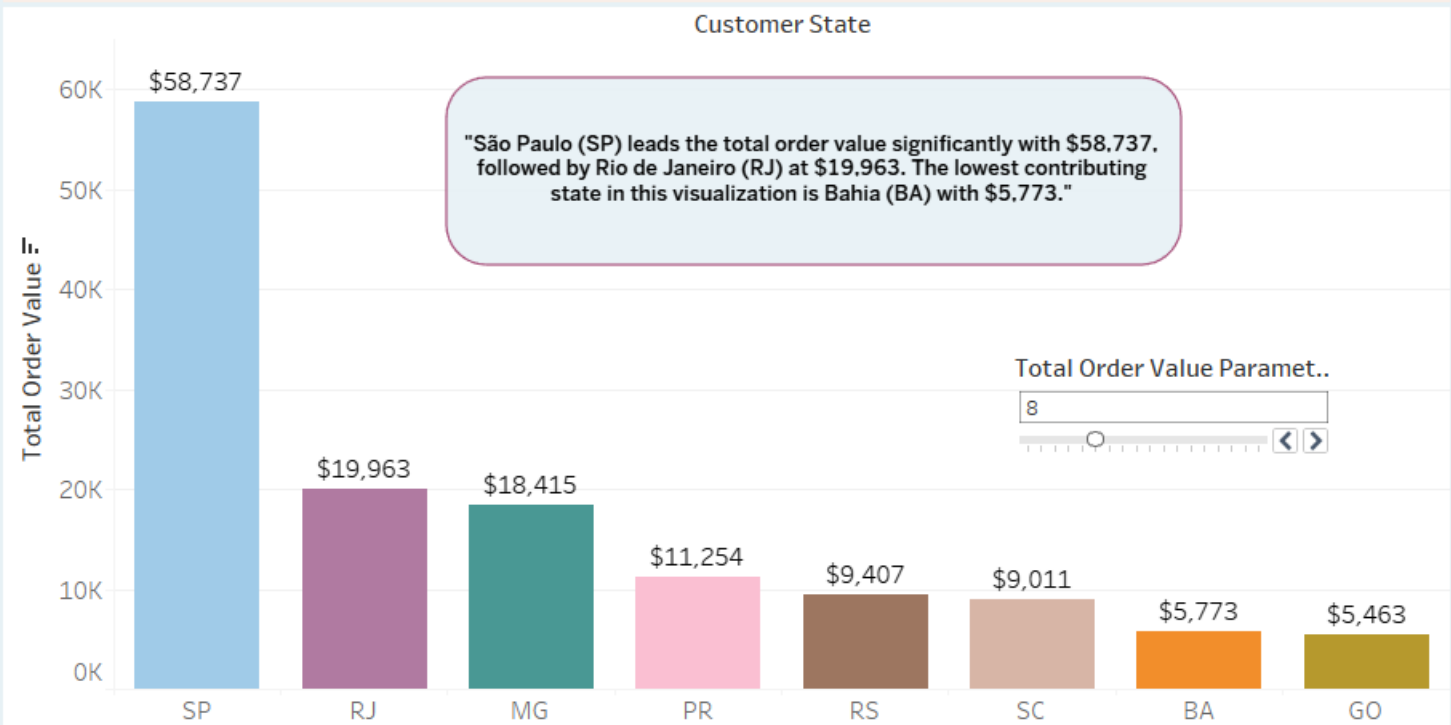 Customer State
60K
50K
40K
30K
20K
10K
0K
Total Order Value
$58,737
$19,963
$18,415
$11,254
$9,407
$9,011
$5,773
$5,463
"São Paulo (SP) leads the total order value significantly with $58,737,
followed by Rio de Janeiro (RJ) at $19,963. The lowest contributing
state in this visualization is Bahia (BA) with $5,773."
Total Order Value Paramet..
8
SP
RJ
MG
PR
RS
SC
BA
GO